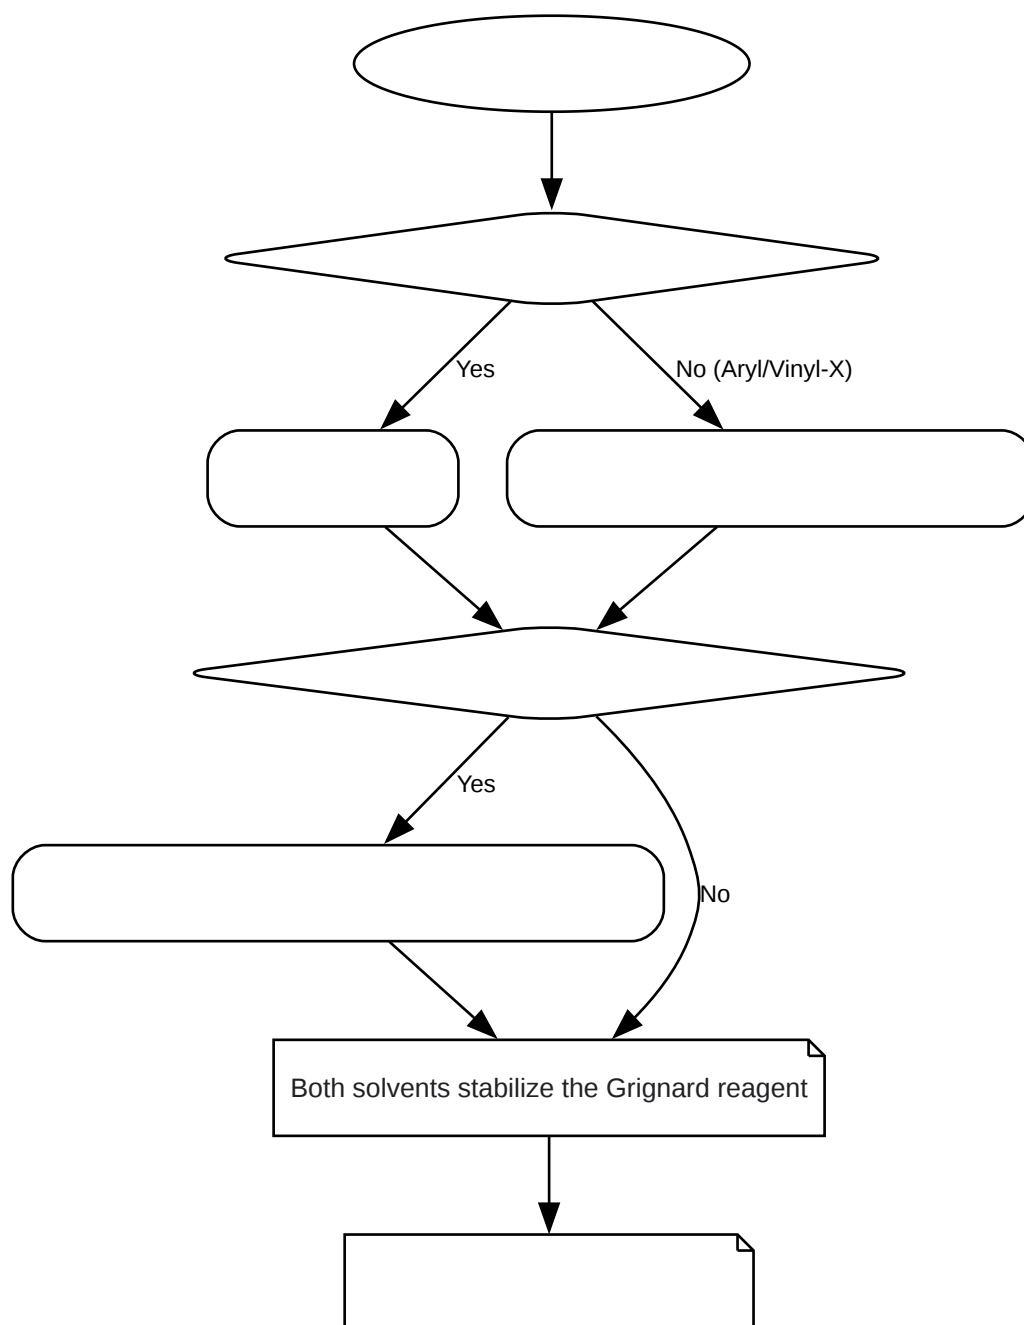 Yes
No (Aryl/Vinyl-X)
Yes
No
Both solvents stabilize the Grignard reagent